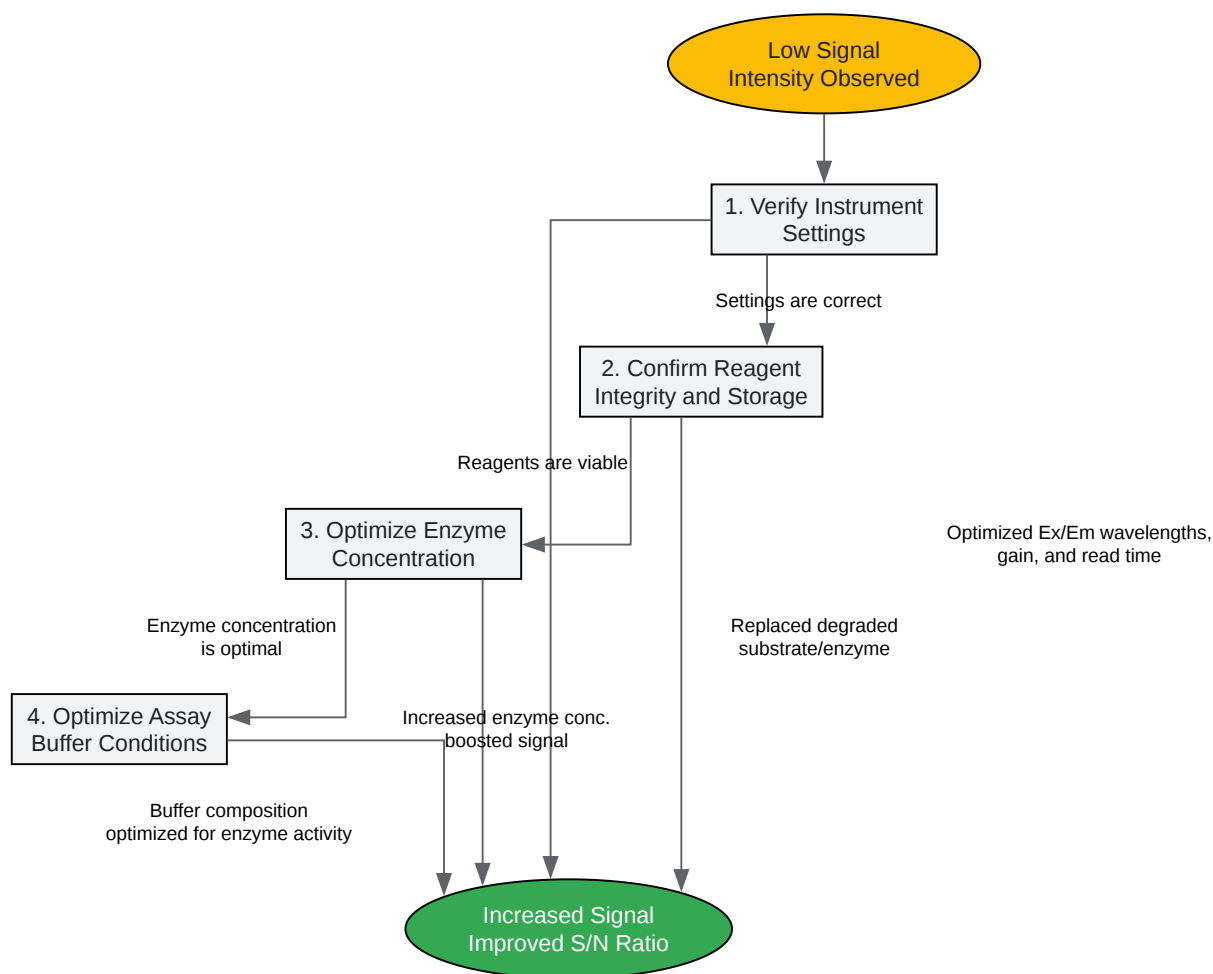 Low Signal
Intensity Observed
1. Verify Instrument
Settings
Settings are correct
2. Confirm Reagent
Integrity and Storage
Reagents are viable
3. Optimize Enzyme
Concentration
Optimized Ex/Em wavelengths,
gain, and read time
Enzyme concentration
is optimal
Replaced degraded
substrate/enzyme
4. Optimize Assay
Buffer Conditions
Increased enzyme conc.
boosted signal
Buffer composition
optimized for enzyme activity
Increased Signal
Improved S/N Ratio